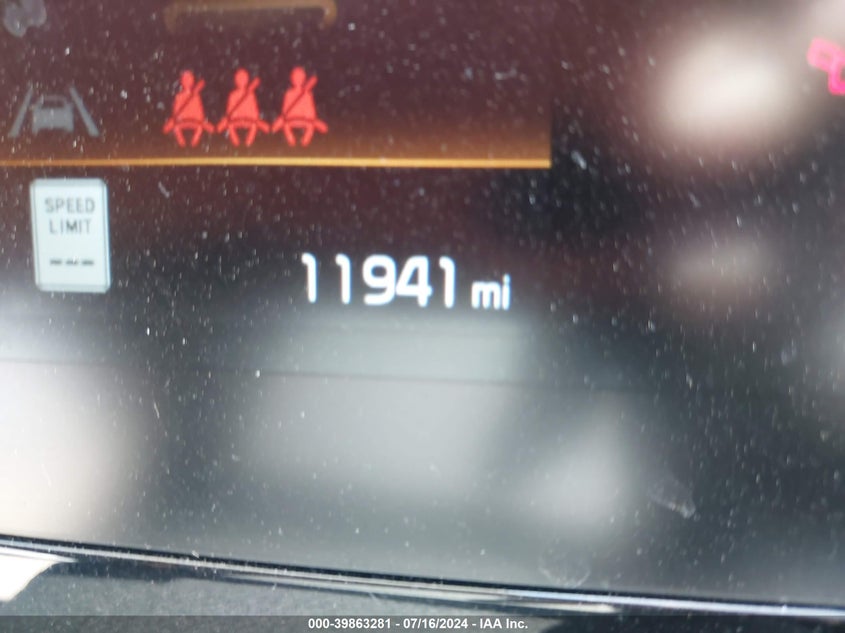 SPEED
LIMIT
---
11941 mi
000-39863281 - 07/16/2024 - IAA Inc.